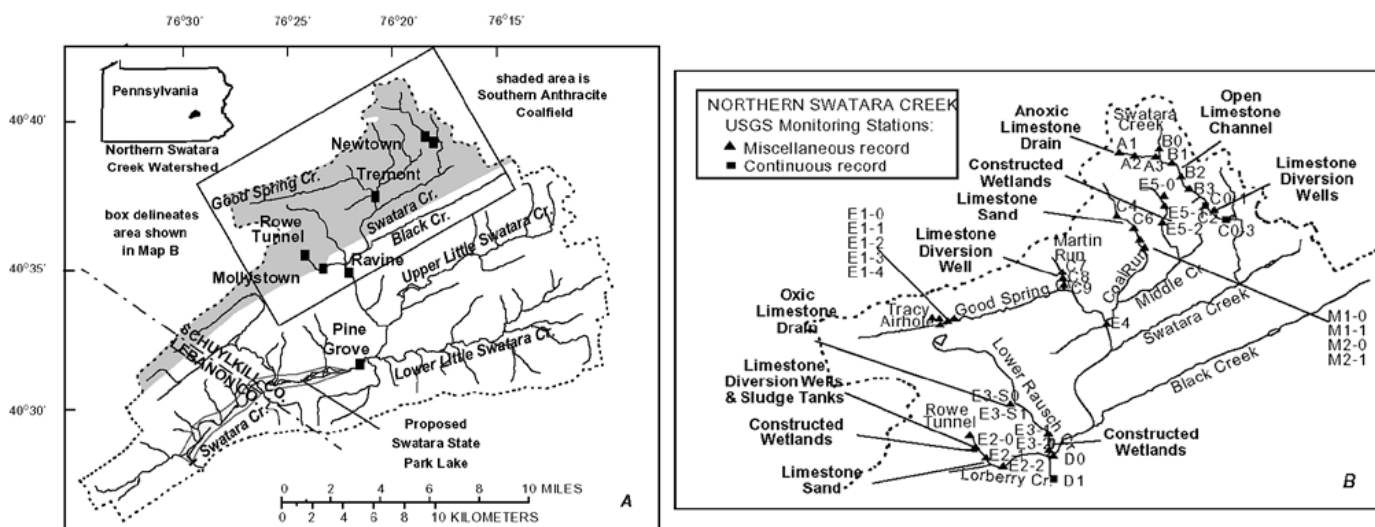 76°30'
76°25'
76°20'
76°15'
40°40'
40°35'
40°30'
Pennsylvania
Northern Swatara
Creek Watershed
shaded area is
Southern Anthracite
Coalfield
Newtown
Tremont
Good Spring Cr.
Swatara Cr.
Black Cr.
box delineates
area shown
in Map B
Rowe
Tunnel
Ravine
Mollystown
Upper Little Swatara Cr.
SCHUYLKILL CO.
LEBANON CO.
Pine
Grove
Lower Little Swatara Cr.
Swatara Cr.
Proposed
Swatara State
Park Lake
0 2 4 6 8 10 MILES
0 2 4 6 8 10 KILOMETERS
A
NORTHERN SWATARA CREEK
USGS Monitoring Stations:
Miscellaneous record
Continuous record
Anoxic
Limestone
Drain
Swatara
Creek
Open
Limestone
Channel
A1
A2
A3
B0
B1
B2
B3
Constructed
Wetlands
Limestone
Sand
Limestone
Diversion
Wells
E5-0
E5-2
C4
C6
C2
E1-0
E1-1
E1-2
E1-3
E1-4
Limestone
Diversion
Well
Martin
Run
C7
C8
C9
Coal Run
Middle Cr.
Good Spring
Tracy
Airhole
E4
Swatara Creek
Black Creek
M1-0
M1-1
M2-0
M2-1
Oxic
Limestone
Drain
Limestone
Diversion Wells
& Sludge Tanks
Lower Rausch Cr.
E3-S0
E3-S1
Rowe
Tunnel
E2-0
E2-1
E2-2
Constructed
Wetlands
Constructed
Wetlands
Limestone
Sand
Lorberry Cr.
D0
D1
B